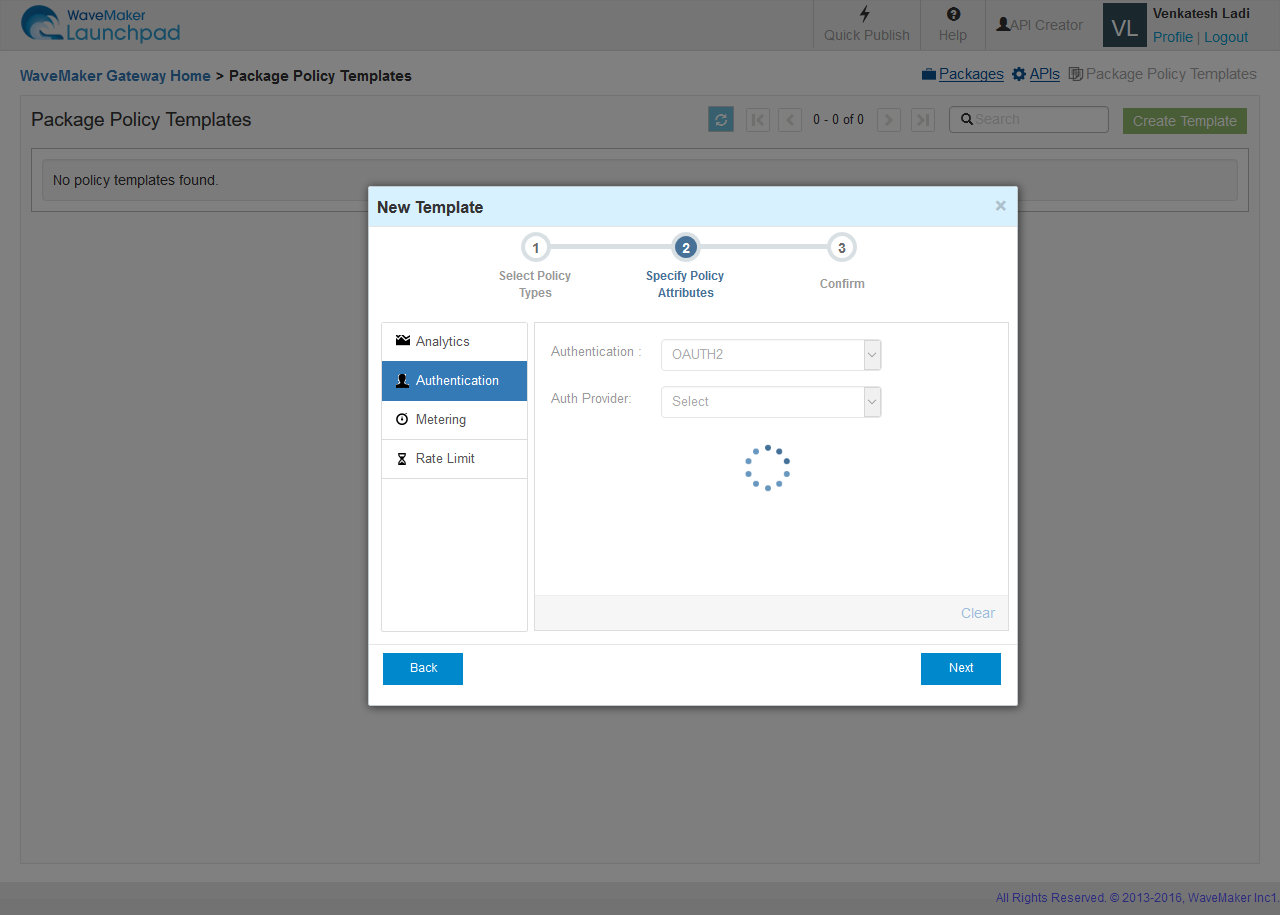 WaveMaker
Launchpad
Quick Publish
Help
API Creator
VL
Venkatesh Ladi
Profile | Logout
WaveMaker Gateway Home > Package Policy Templates
Packages
APIs
Package Policy Templates
Package Policy Templates
0 - 0 of 0
Search
Create Template
No policy templates found.
New Template
×
1
2
3
Select Policy
Types
Specify Policy
Attributes
Confirm
Analytics
Authentication
Metering
Rate Limit
Authentication :
OAUTH2
Auth Provider:
Select
Clear
Back
Next
All Rights Reserved. © 2013-2016, WaveMaker Inc1.